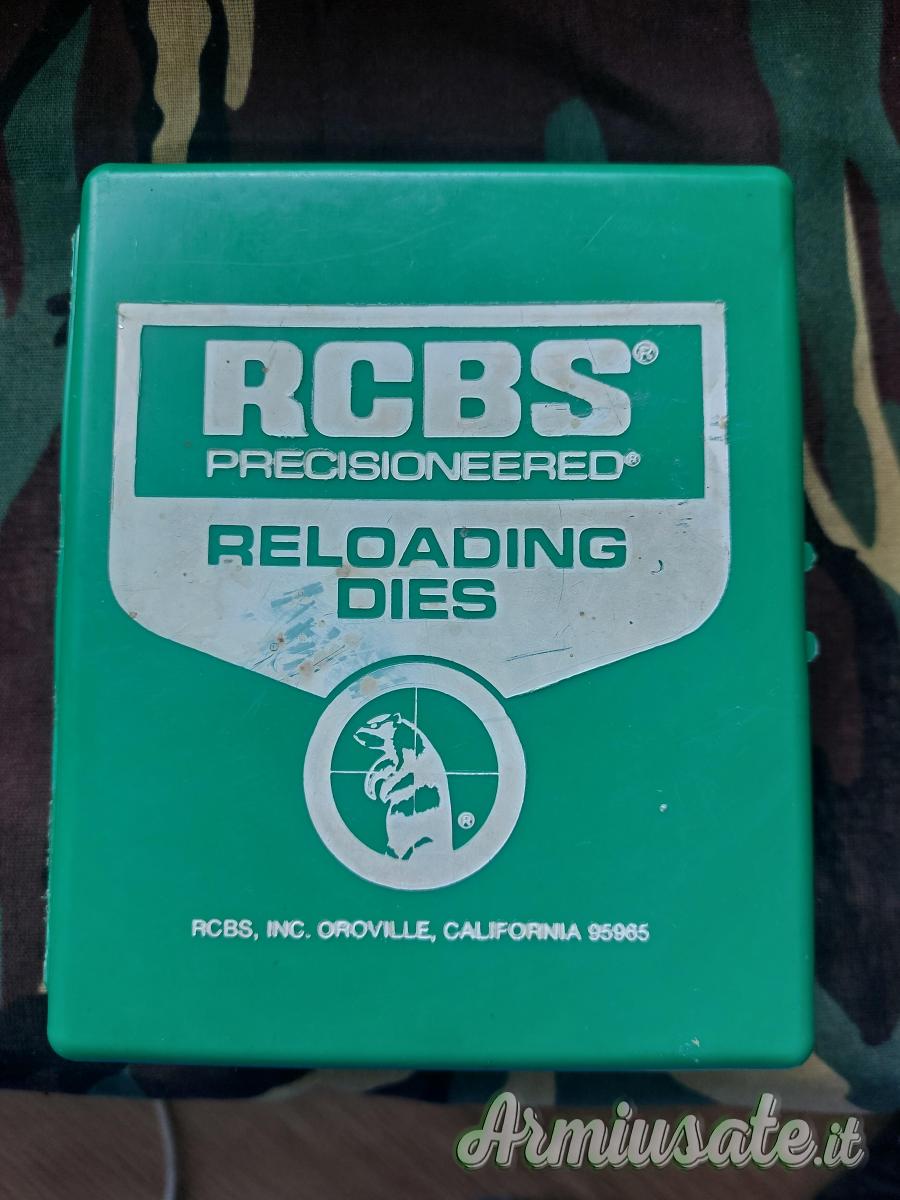 RCBS®
PRECISIONEERED®
RELOADING
DIES
®
RCBS, INC. OROVILLE, CALIFORNIA 95965
Armiusate.it